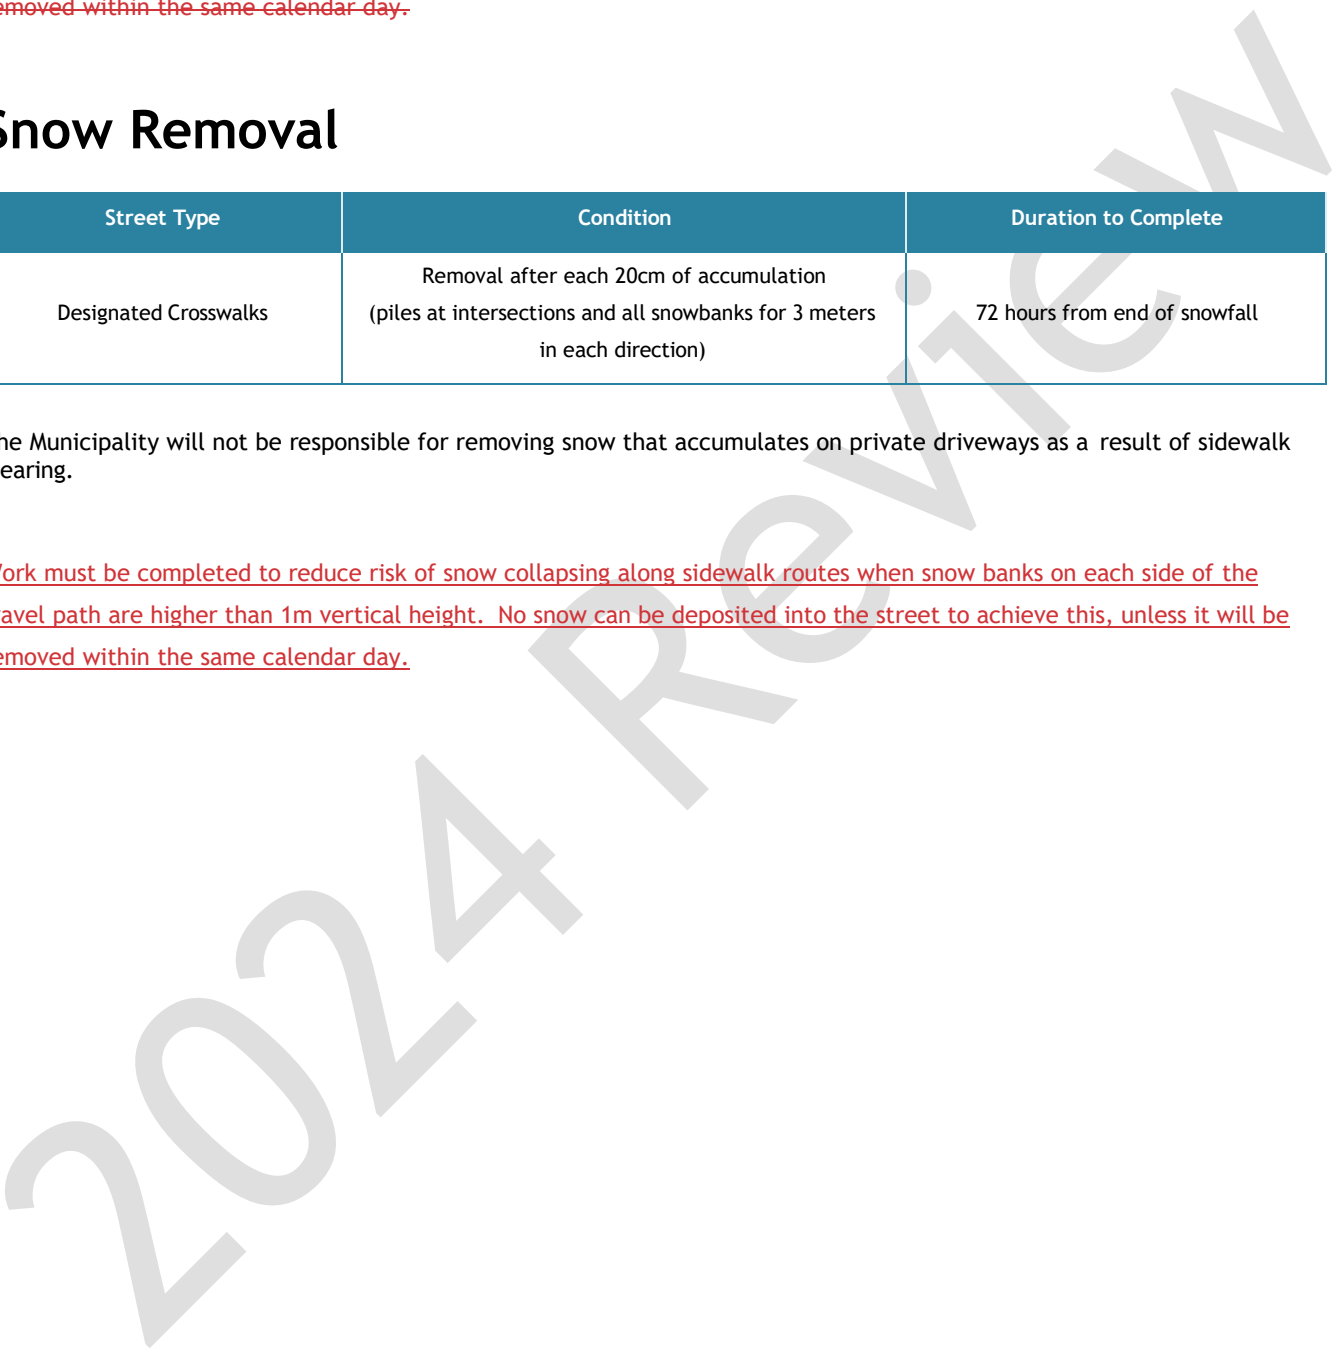 emoved within the same calendar day.
Snow Removal
Street Type Condition Duration to Complete
Removal after each 20cm of accumulation
Designated Crosswalks (piles at intersections and all snowbanks for 3 meters 72 hours from end of snowfall
in each direction)
he Municipality will not be responsible for removing snow that accumulates on private driveways as a result of sidewalk
earing.
ork must be completed to reduce risk of snow collapsing along sidewalk routes when snow banks on each side of the
avel path are higher than 1m vertical height. No snow can be deposited into the street to achieve this, unless it will be
emoved within the same calendar day.
2024 Review